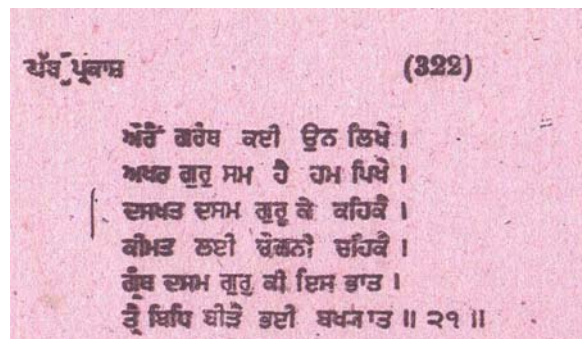 ਪੰਥ ਪ੍ਰਕਾਸ਼ (322)
ਔਰੈਂ ਗਰੰਥ ਕਈ ਉਨ ਲਿਖੇ ।
ਅਖਰ ਗੁਰੂ ਸਮ ਹੈ ਹਮ ਪਿਖੇ ।
ਦਸਖਤ ਦਸਮ ਗੁਰੂ ਕੇ ਕਹਿਕੈ ।
ਕੀਮਤ ਲਈ ਚੌਗਨੀ ਚਹਿਕੈ ।
ਗ੍ਰੰਥ ਦਸਮ ਗੁਰੂ ਕੀ ਇਸ ਭਾਤ ।
ਤ੍ਰੈ ਬਿਧਿ ਬੀੜੈਂ ਭਈ ਬਖਯਾਤ ॥ ੨੧ ॥